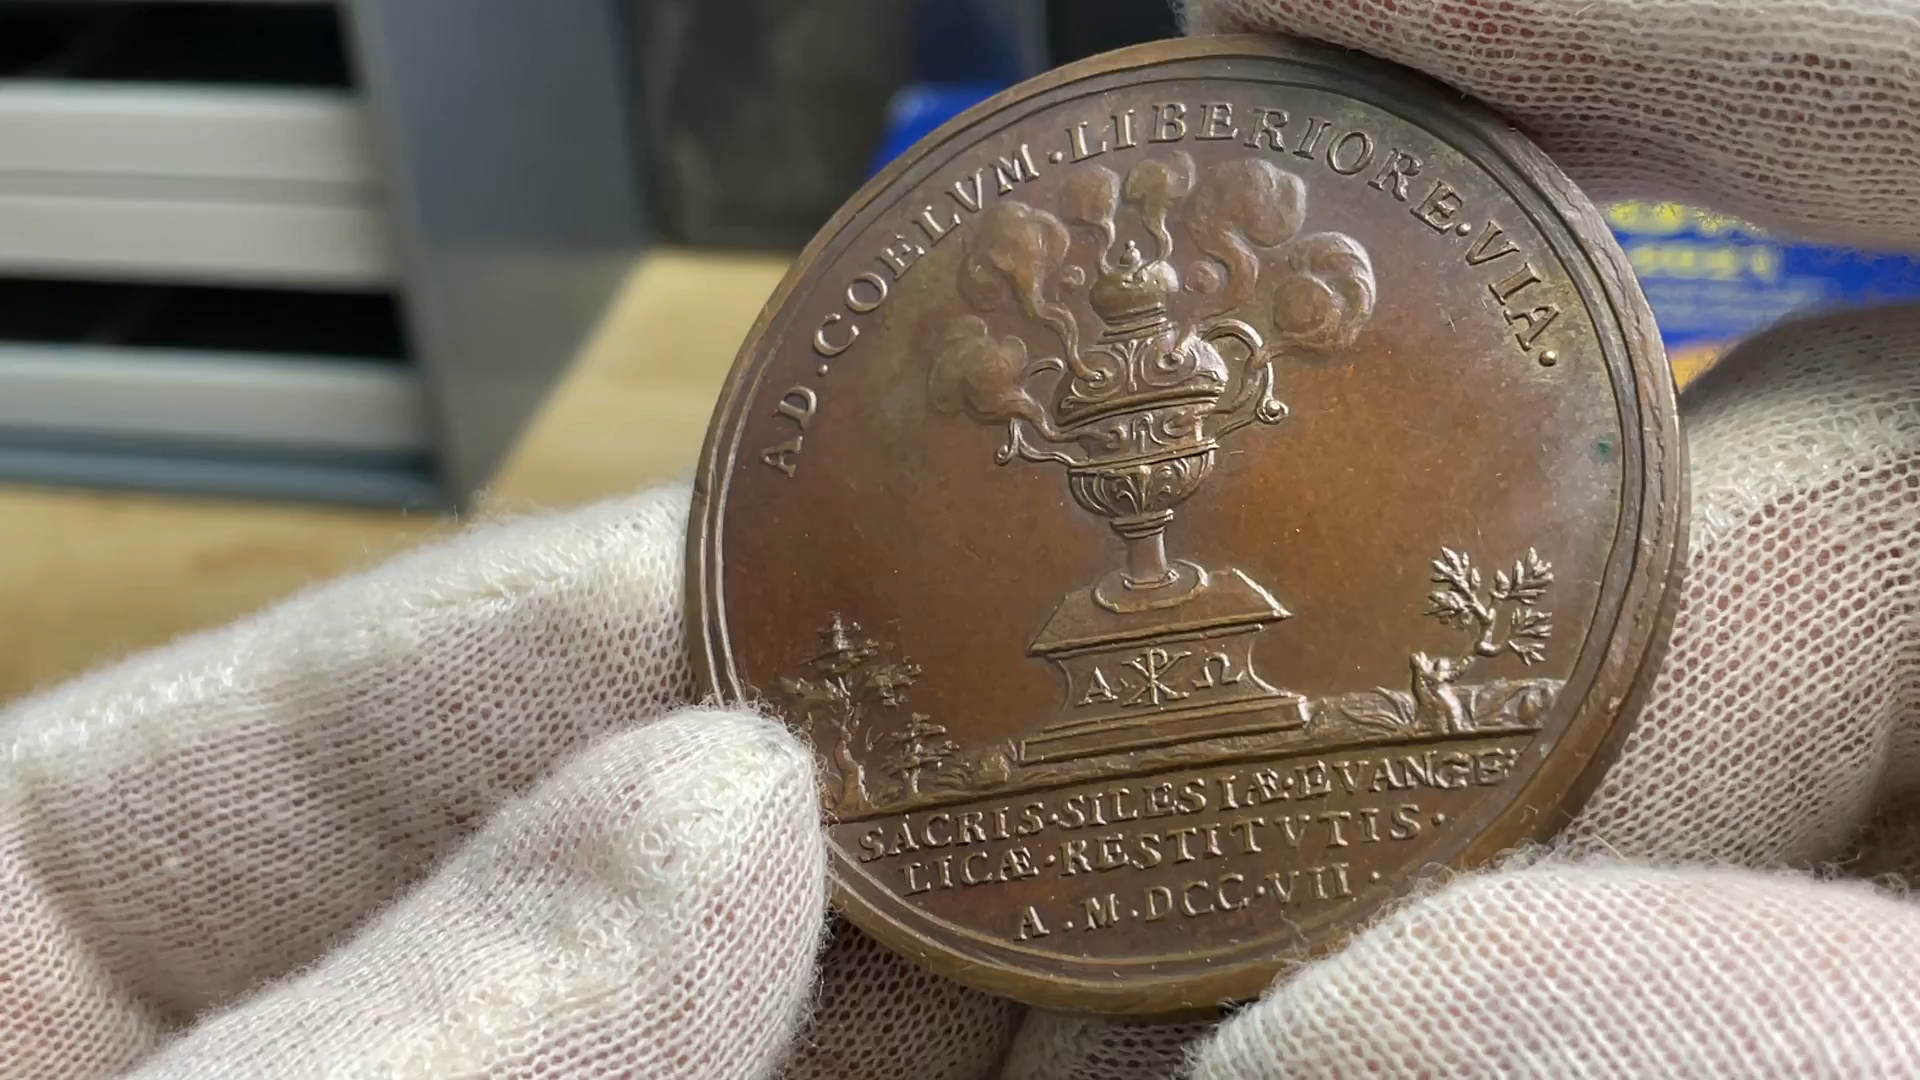 AD·COELVM·LIBERIORE·VIA·
Α ☧ Ω
SACRIS·SILESIÆ·EVANGE
LICÆ·RESTITVTIS·
A·M·DCC·VII·